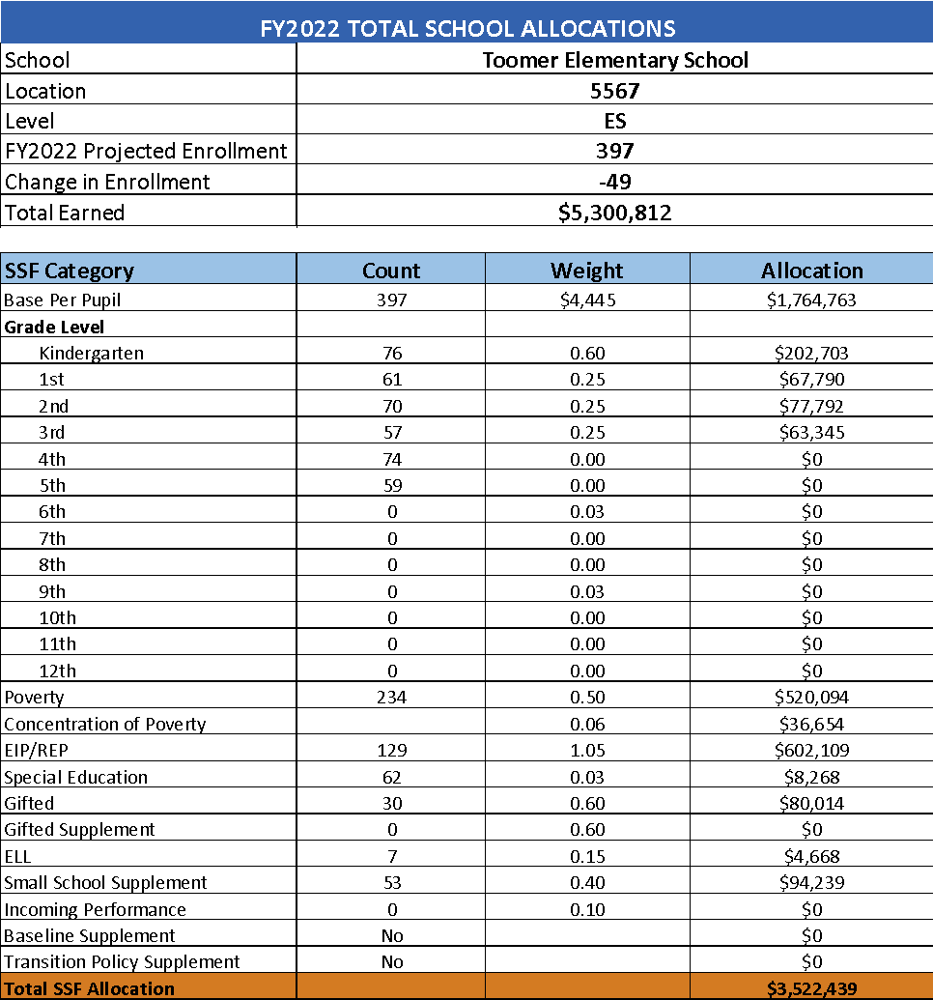 FY2022 TOTAL SCHOOL ALLOCATIONS
School Toomer Elementary School
Location 5567
Level ES
FY2022 Projected Enrollment 397
Change in Enrollment -49
Total Earned $5,300,812
SSF Category Count Weight Allocation
Base Per Pupil 397 $4,445 $1,764,763
Grade Level
Kindergarten 76 0.60 $202,703
1st 61 0.25 $67,790
2nd 70 0.25 $77,792
3rd 57 0.25 $63,345
4th 74 0.00 $0
5th 59 0.00 $0
6th 0 0.03 $0
7th 0 0.00 $0
8th 0 0.00 $0
9th 0 0.03 $0
10th 0 0.00 $0
11th 0 0.00 $0
12th 0 0.00 $0
Poverty 234 0.50 $520,094
Concentration of Poverty 0.06 $36,654
EIP/REP 129 1.05 $602,109
Special Education 62 0.03 $8,268
Gifted 30 0.60 $80,014
Gifted Supplement 0 0.60 $0
ELL 7 0.15 $4,668
Small School Supplement 53 0.40 $94,239
Incoming Performance 0 0.10 $0
Baseline Supplement No $0
Transition Policy Supplement No $0
Total SSF Allocation $3,522,439